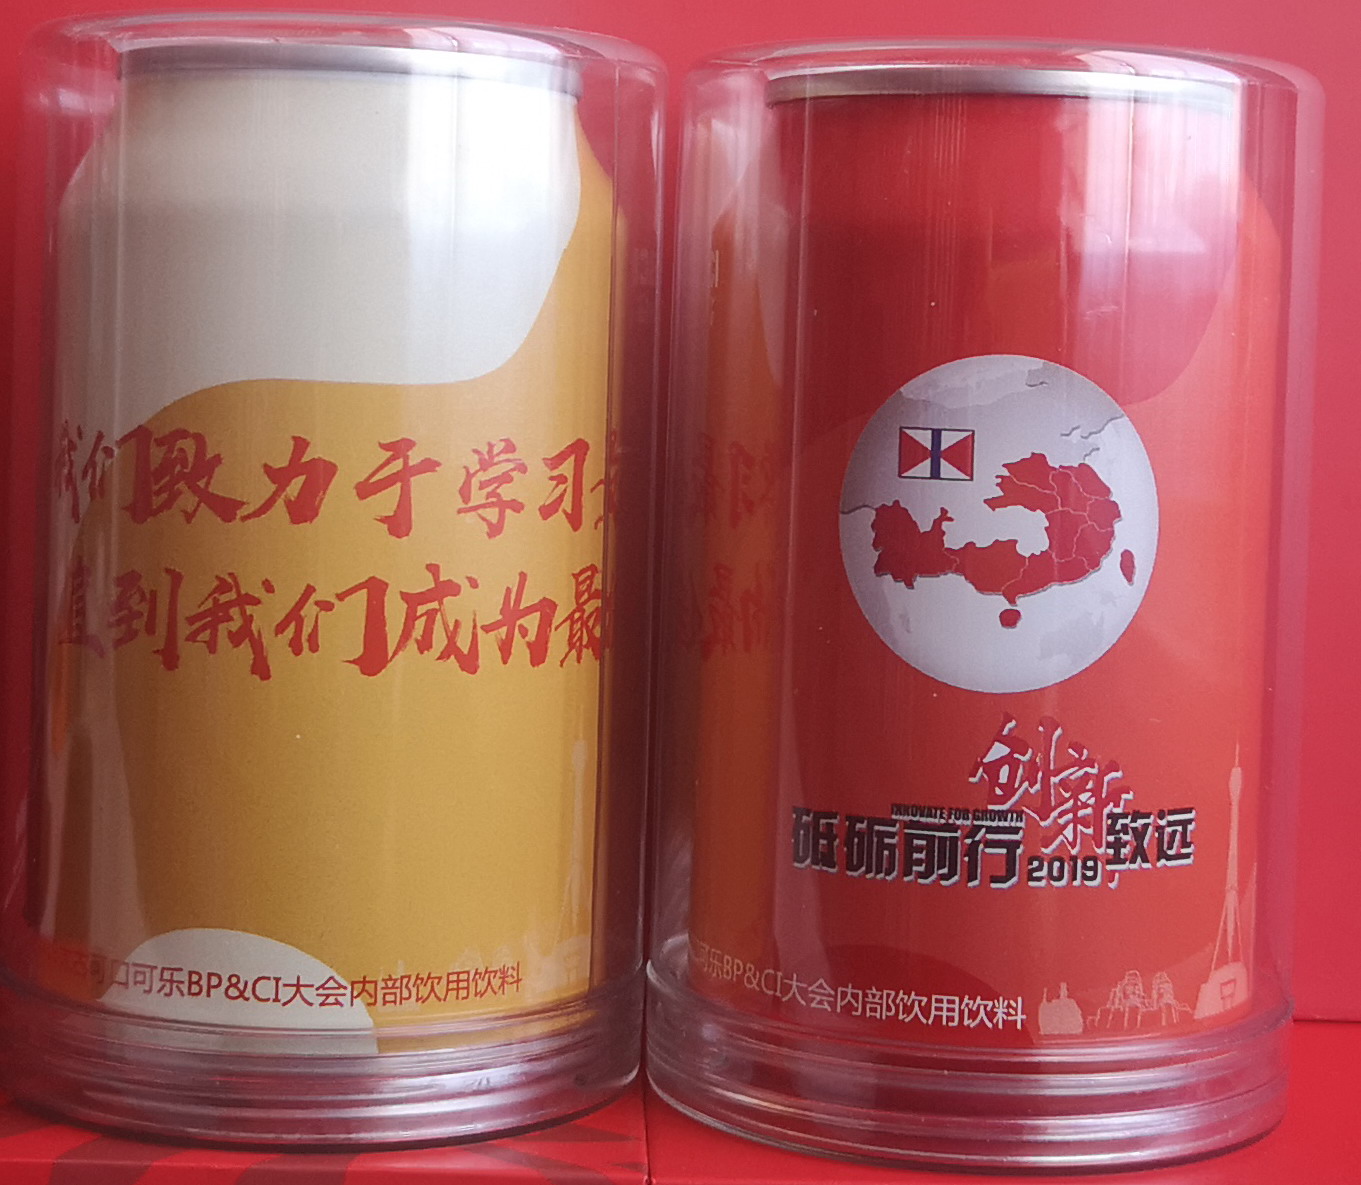 我们致力于学习
直到我们成为最
可口可乐BP&CI大会内部饮用饮料
创新
INNOVATE FOR GROWTH
砥砺前行2019致远
可乐BP&CI大会内部饮用饮料